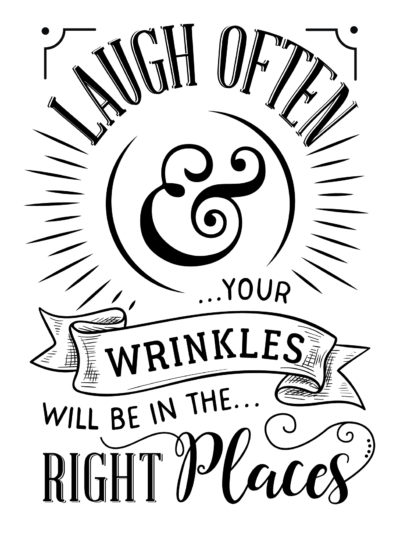 LAUGH OFTEN
&
...YOUR
WRINKLES
WILL BE IN THE...
RIGHT Places